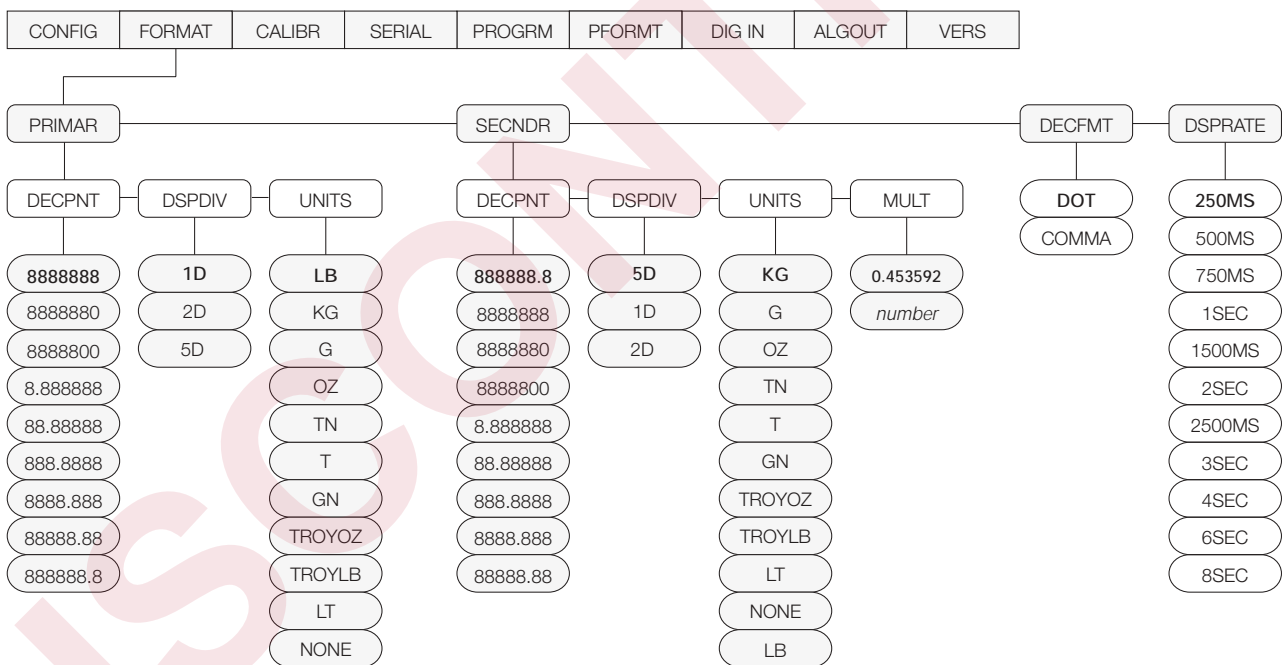 CONFIG FORMAT CALIBR SERIAL PROGRM PFORMT DIG IN ALGOUT VERS
PRIMAR SECNDR DECFMT DSPRATE
DECPNT DSPDIV UNITS DECPNT DSPDIV UNITS MULT DOT 250MS
COMMA 500MS
8888888 1D LB 888888.8 5D KG 0.453592 750MS
8888880 2D KG 8888888 1D G number 1SEC
8888800 5D G 8888880 2D OZ 1500MS
8.888888 OZ 8888800 TN 2SEC
88.88888 TN 8.888888 T 2500MS
888.8888 T 88.88888 GN 3SEC
8888.888 GN 888.8888 TROYOZ 4SEC
88888.88 TROYOZ 8888.888 TROYLB 6SEC
888888.8 TROYLB 88888.88 LT 8SEC
LT NONE
NONE LB